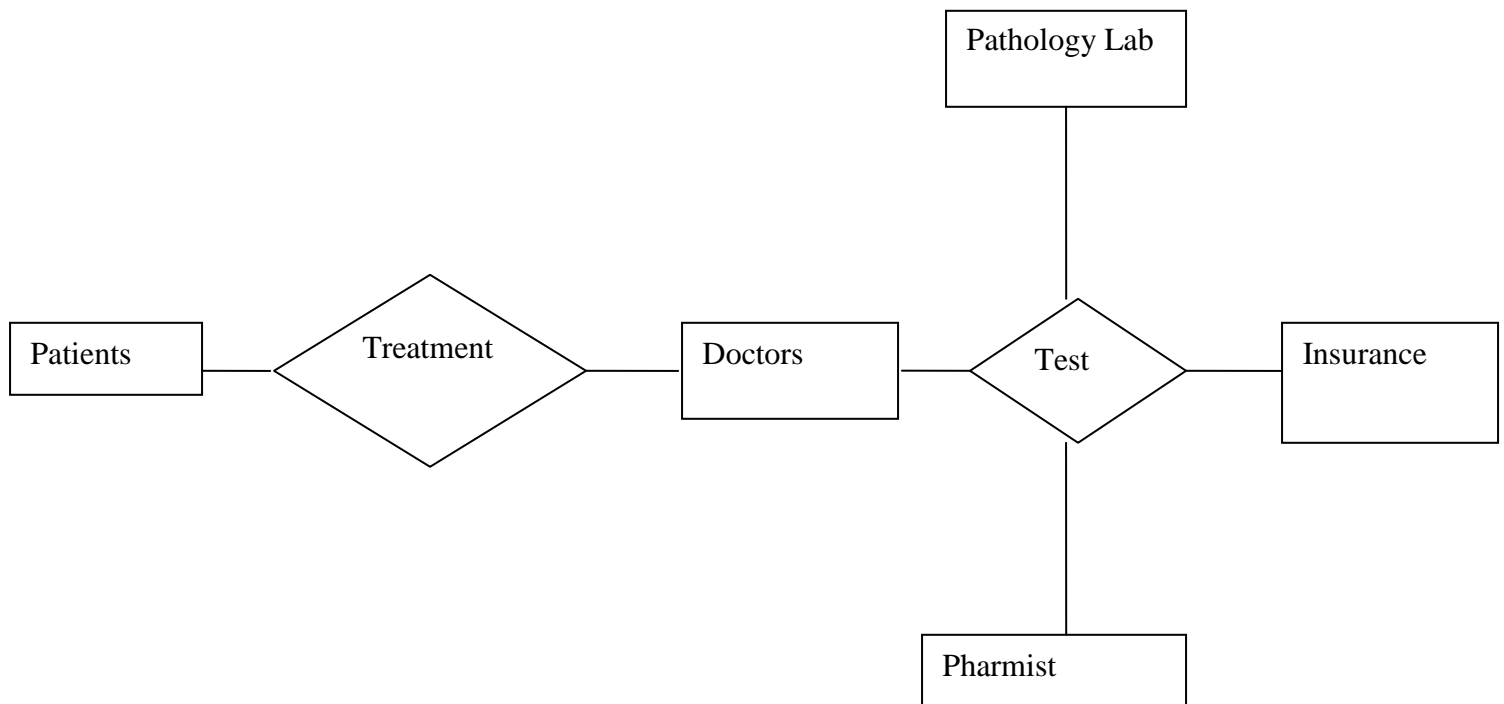 Pathology Lab
Patients
Treatment
Doctors
Test
Insurance
Pharmist